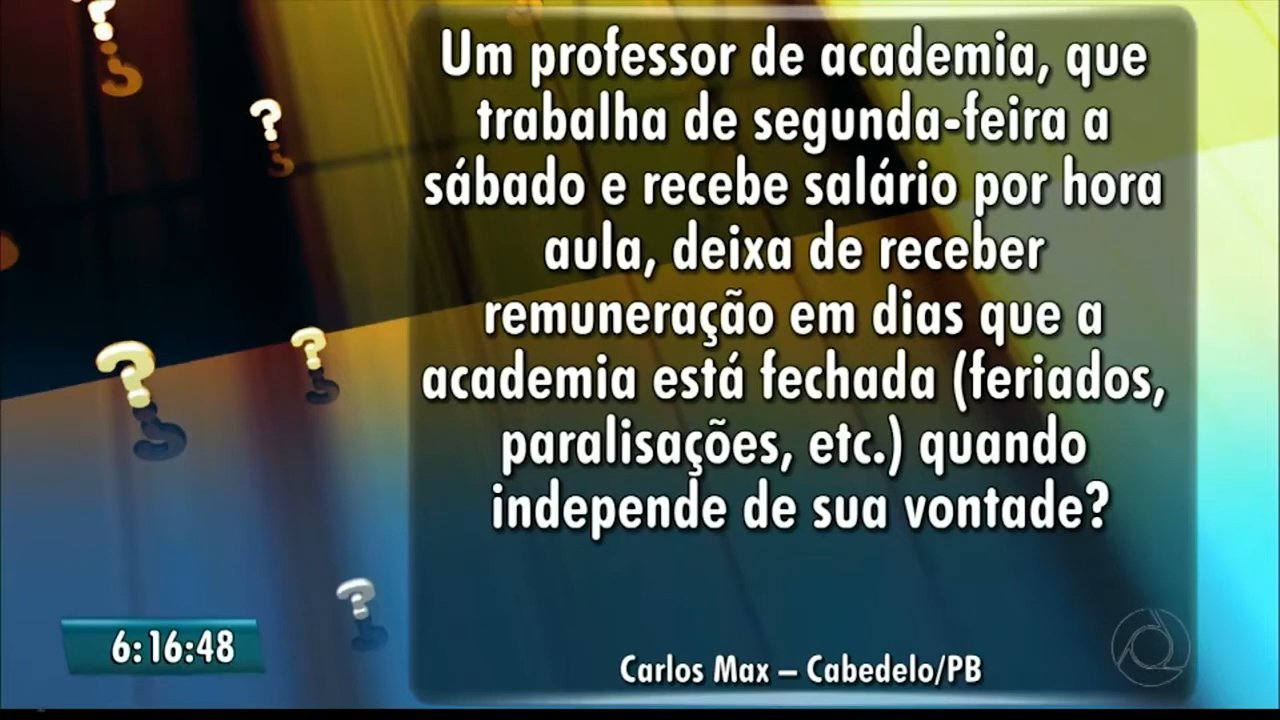 Um professor de academia, que
trabalha de segunda-feira a
sábado e recebe salário por hora
aula, deixa de receber
remuneração em dias que a
academia está fechada (feriados,
paralisações, etc.) quando
independe de sua vontade?
6:16:48
Carlos Max – Cabedelo/PB